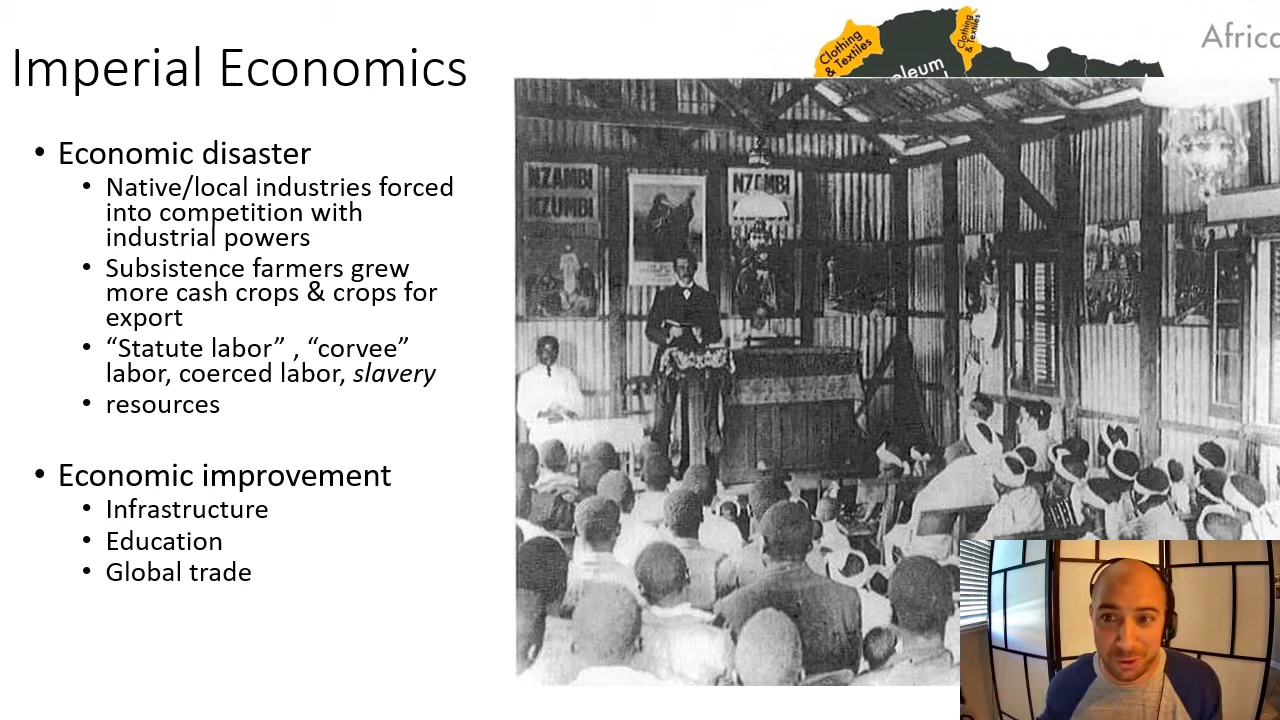 Imperial Economics
• Economic disaster
• Native/local industries forced
into competition with
industrial powers
• Subsistence farmers grew
more cash crops & crops for
export
• “Statute labor” , “corvee”
labor, coerced labor, slavery
• resources
• Economic improvement
• Infrastructure
• Education
• Global trade
Clothing
& Textiles
Clothing
& Textiles
Africa
NZAMBI
NZUMBI
NZAMBI